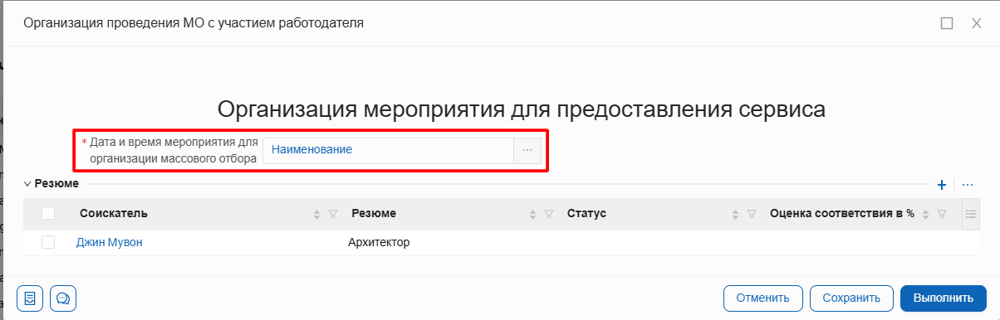 Организация проведения МО с участием работодателя
Организация мероприятия для предоставления сервиса
* Дата и время мероприятия для
организации массового отбора
Наименование
Резюме
Соискатель Резюме Статус Оценка соответствия в %
Джин Мувон Архитектор
Отменить Сохранить Выполнить